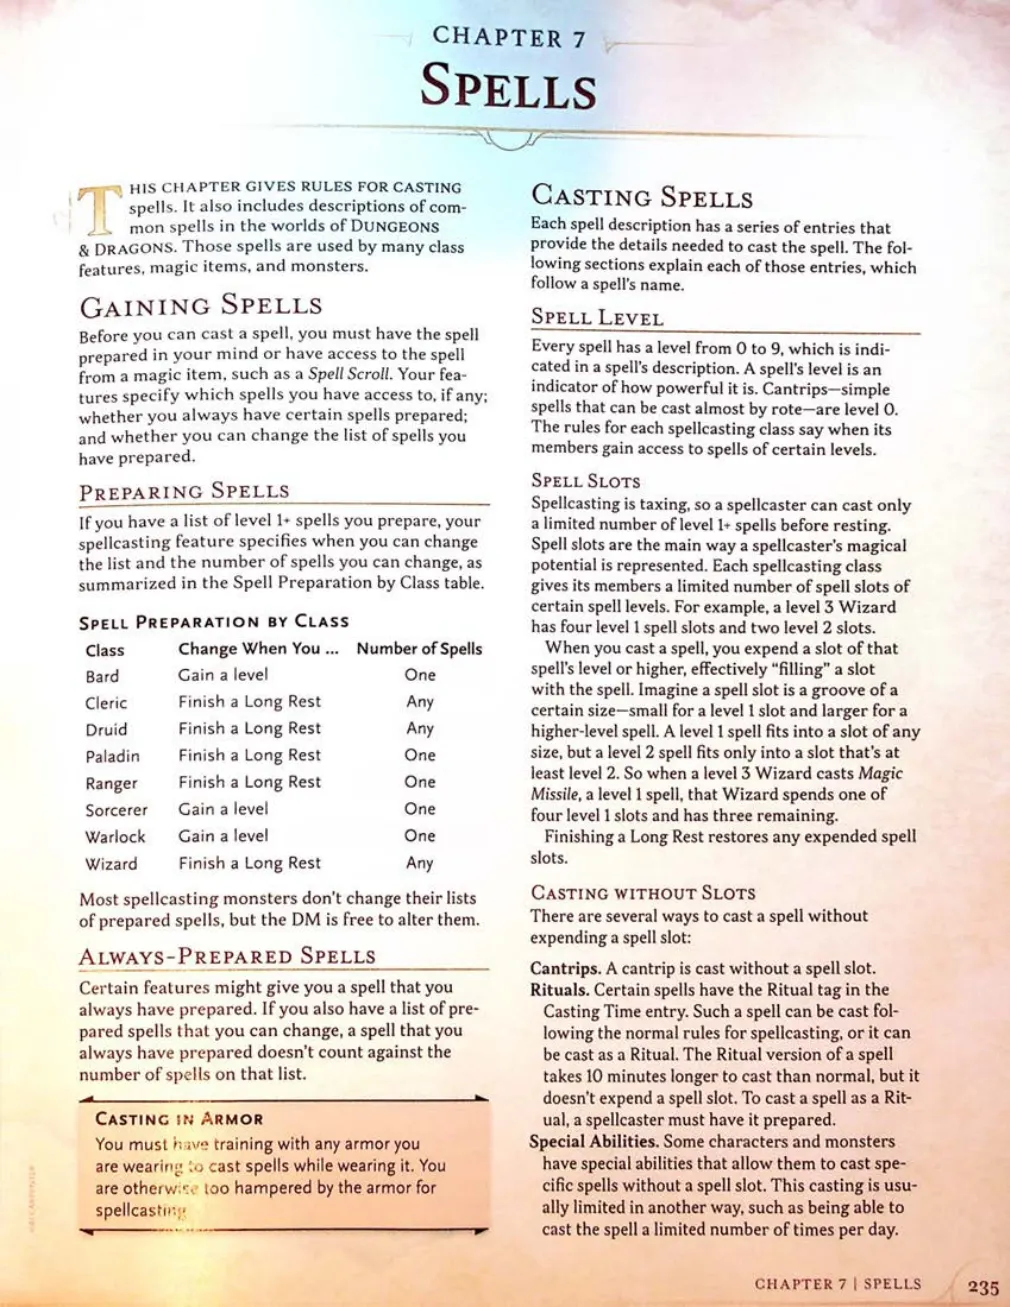 CHAPTER 7
SPELLS
THIS CHAPTER GIVES RULES FOR CASTING
spells. It also includes descriptions of com-
mon spells in the worlds of DUNGEONS
& DRAGONS. Those spells are used by many class
features, magic items, and monsters.
GAINING SPELLS
Before you can cast a spell, you must have the spell
prepared in your mind or have access to the spell
from a magic item, such as a Spell Scroll. Your fea-
tures specify which spells you have access to, if any;
whether you always have certain spells prepared;
and whether you can change the list of spells you
have prepared.
PREPARING SPELLS
If you have a list of level 1+ spells you prepare, your
spellcasting feature specifies when you can change
the list and the number of spells you can change, as
summarized in the Spell Preparation by Class table.
SPELL PREPARATION BY CLASS
Class Change When You ... Number of Spells
Bard Gain a level One
Cleric Finish a Long Rest Any
Druid Finish a Long Rest Any
Paladin Finish a Long Rest One
Ranger Finish a Long Rest One
Sorcerer Gain a level One
Warlock Gain a level One
Wizard Finish a Long Rest Any
Most spellcasting monsters don't change their lists
of prepared spells, but the DM is free to alter them.
ALWAYS-PREPARED SPELLS
Certain features might give you a spell that you
always have prepared. If you also have a list of pre-
pared spells that you can change, a spell that you
always have prepared doesn't count against the
number of spells on that list.
CASTING IN ARMOR
You must have training with any armor you
are wearing to cast spells while wearing it. You
are otherwise too hampered by the armor for
spellcasting.
CASTING SPELLS
Each spell description has a series of entries that
provide the details needed to cast the spell. The fol-
lowing sections explain each of those entries, which
follow a spell's name.
SPELL LEVEL
Every spell has a level from 0 to 9, which is indi-
cated in a spell's description. A spell's level is an
indicator of how powerful it is. Cantrips—simple
spells that can be cast almost by rote—are level 0.
The rules for each spellcasting class say when its
members gain access to spells of certain levels.
SPELL SLOTS
Spellcasting is taxing, so a spellcaster can cast only
a limited number of level 1+ spells before resting.
Spell slots are the main way a spellcaster's magical
potential is represented. Each spellcasting class
gives its members a limited number of spell slots of
certain spell levels. For example, a level 3 Wizard
has four level 1 spell slots and two level 2 slots.
When you cast a spell, you expend a slot of that
spell's level or higher, effectively “filling” a slot
with the spell. Imagine a spell slot is a groove of a
certain size—small for a level 1 slot and larger for a
higher-level spell. A level 1 spell fits into a slot of any
size, but a level 2 spell fits only into a slot that's at
least level 2. So when a level 3 Wizard casts Magic
Missile, a level 1 spell, that Wizard spends one of
four level 1 slots and has three remaining.
Finishing a Long Rest restores any expended spell
slots.
CASTING WITHOUT SLOTS
There are several ways to cast a spell without
expending a spell slot:
Cantrips. A cantrip is cast without a spell slot.
Rituals. Certain spells have the Ritual tag in the
Casting Time entry. Such a spell can be cast fol-
lowing the normal rules for spellcasting, or it can
be cast as a Ritual. The Ritual version of a spell
takes 10 minutes longer to cast than normal, but it
doesn't expend a spell slot. To cast a spell as a Rit-
ual, a spellcaster must have it prepared.
Special Abilities. Some characters and monsters
have special abilities that allow them to cast spe-
cific spells without a spell slot. This casting is usu-
ally limited in another way, such as being able to
cast the spell a limited number of times per day.
CHAPTER 7 | SPELLS 235